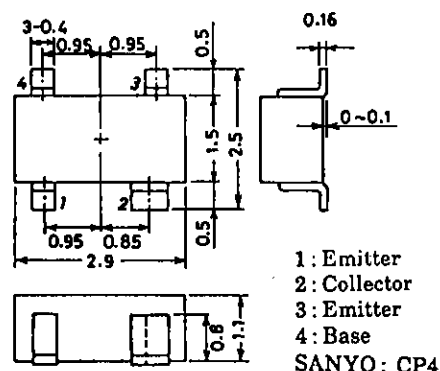 3-0.4
0.95 0.95
0.16
4 3
0.5
1.5
2.5
0~0.1
1 2
0.5
0.95 0.85
2.9
1: Emitter
2: Collector
3: Emitter
4: Base
SANYO: CP4
0.8
1.1